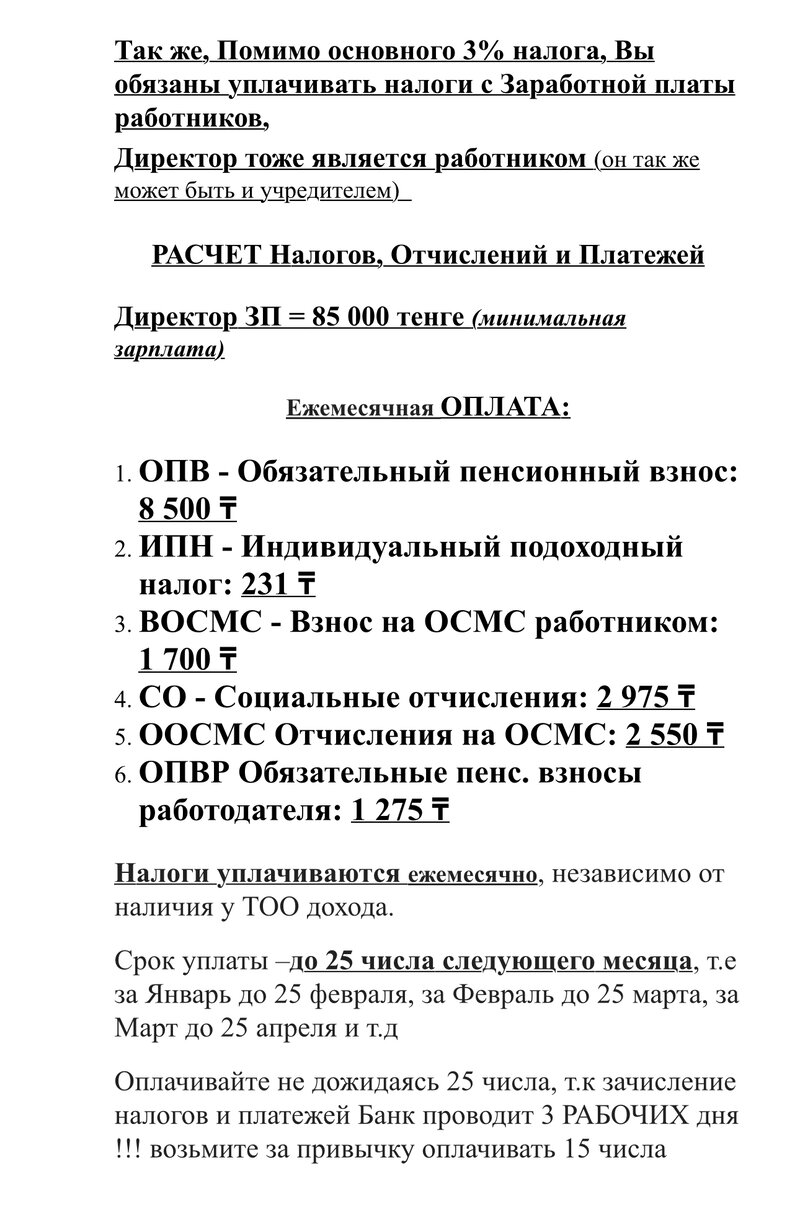 Так же, Помимо основного 3% налога, Вы
обязаны уплачивать налоги с Заработной платы
работников,
Директор тоже является работником (он так же
может быть и учредителем)
РАСЧЕТ Налогов, Отчислений и Платежей
Директор ЗП = 85 000 тенге (минимальная
зарплата)
Ежемесячная ОПЛАТА:
1. ОПВ - Обязательный пенсионный взнос:
8 500 ₸
2. ИПН - Индивидуальный подоходный
налог: 231 ₸
3. ВОСМС - Взнос на ОСМС работником:
1 700 ₸
4. СО - Социальные отчисления: 2 975 ₸
5. ООСМС Отчисления на ОСМС: 2 550 ₸
6. ОПВР Обязательные пенс. взносы
работодателя: 1 275 ₸
Налоги уплачиваются ежемесячно, независимо от
наличия у ТОО дохода.
Срок уплаты –до 25 числа следующего месяца, т.е
за Январь до 25 февраля, за Февраль до 25 марта, за
Март до 25 апреля и т.д
Оплачивайте не дожидаясь 25 числа, т.к зачисление
налогов и платежей Банк проводит 3 РАБОЧИХ дня
!!! возьмите за привычку оплачивать 15 числа